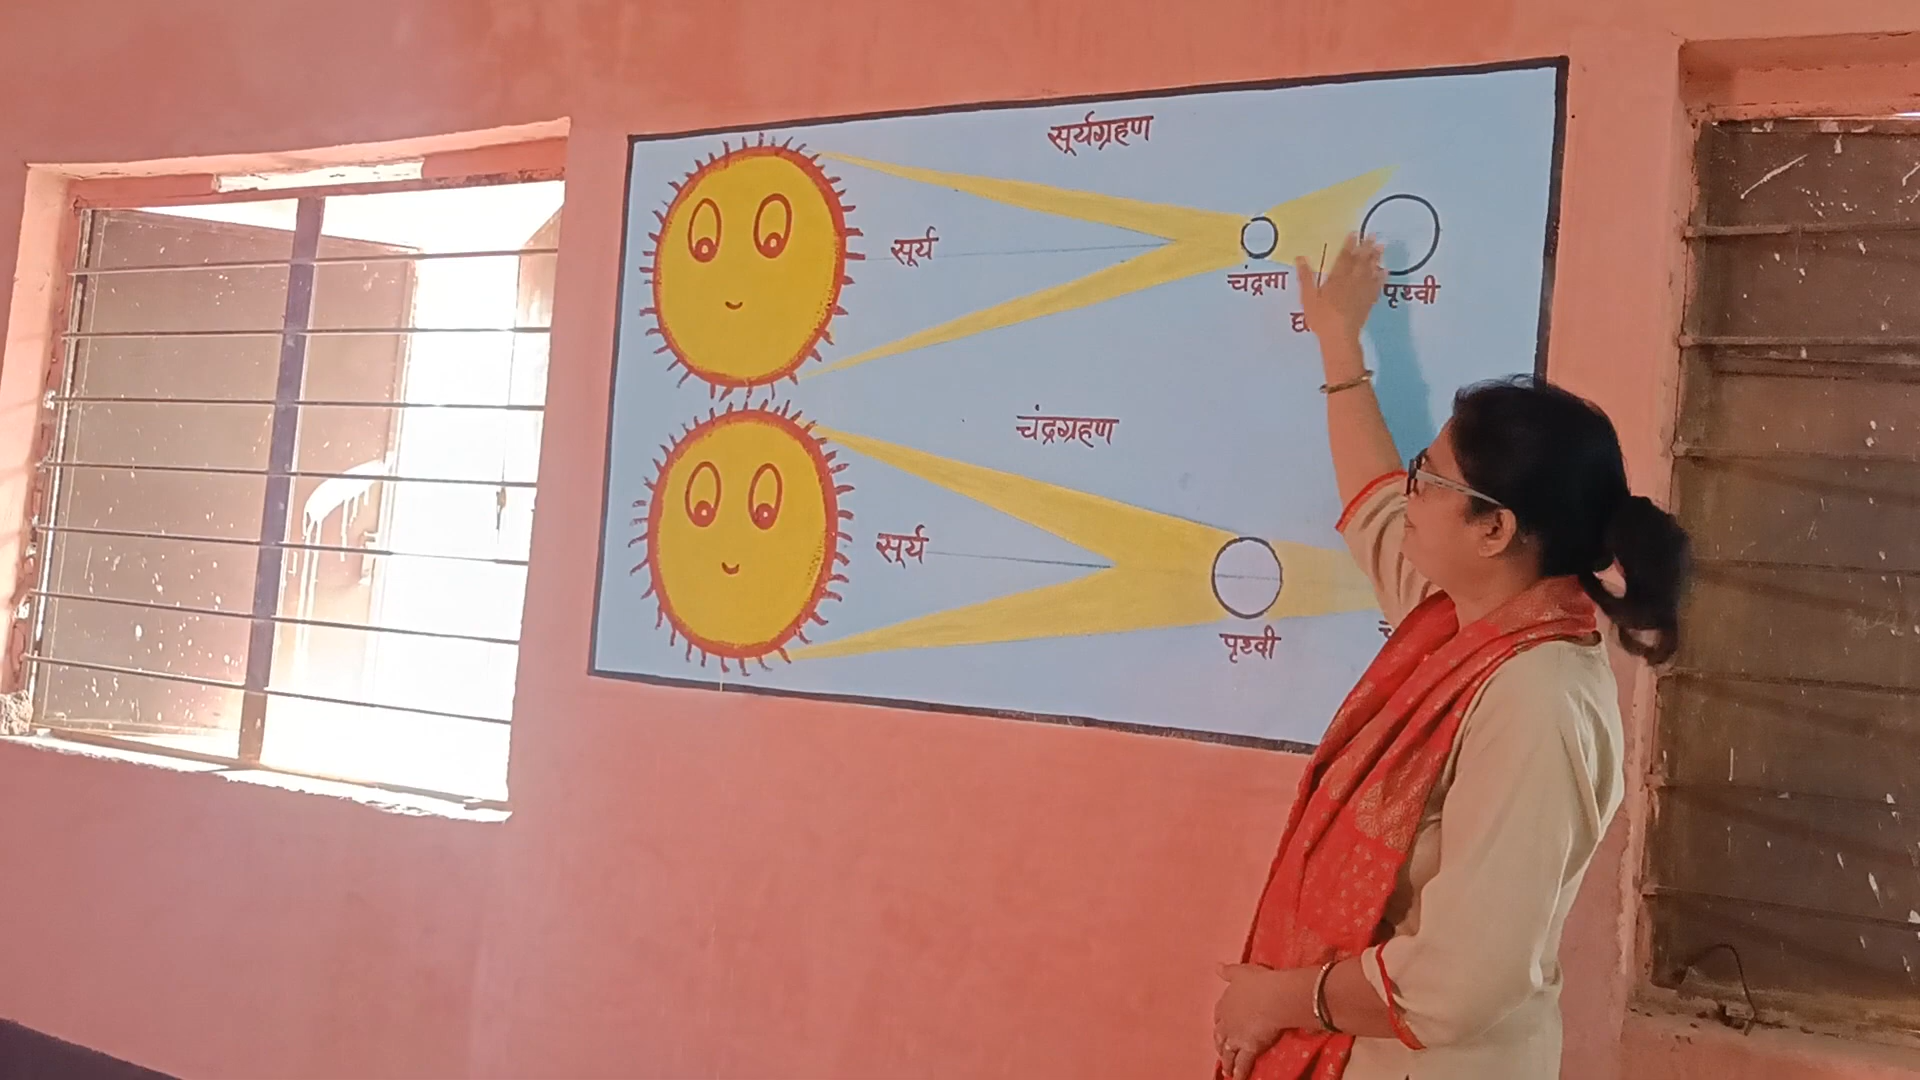 सूर्यग्रहण
सूर्य
चंद्रमा
पृथ्वी
चंद्रग्रहण
सूर्य
पृथ्वी